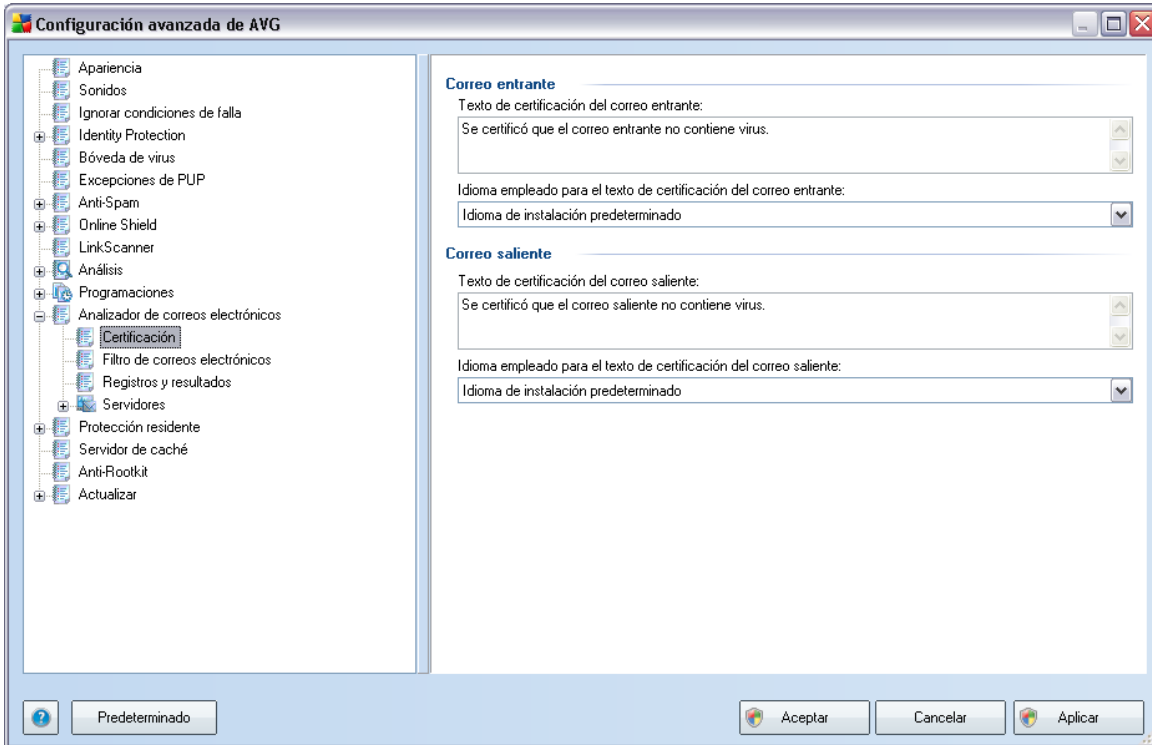 Configuración avanzada de AVG
Apariencia
Sonidos
Ignorar condiciones de falla
Identity Protection
Bóveda de virus
Excepciones de PUP
Anti-Spam
Online Shield
LinkScanner
Análisis
Programaciones
Analizador de correos electrónicos
Certificación
Filtro de correos electrónicos
Registros y resultados
Servidores
Protección residente
Servidor de caché
Anti-Rootkit
Actualizar
Correo entrante
Texto de certificación del correo entrante:
Se certificó que el correo entrante no contiene virus.
Idioma empleado para el texto de certificación del correo entrante:
Idioma de instalación predeterminado
Correo saliente
Texto de certificación del correo saliente:
Se certificó que el correo saliente no contiene virus.
Idioma empleado para el texto de certificación del correo saliente:
Idioma de instalación predeterminado
Predeterminado
Aceptar
Cancelar
Aplicar